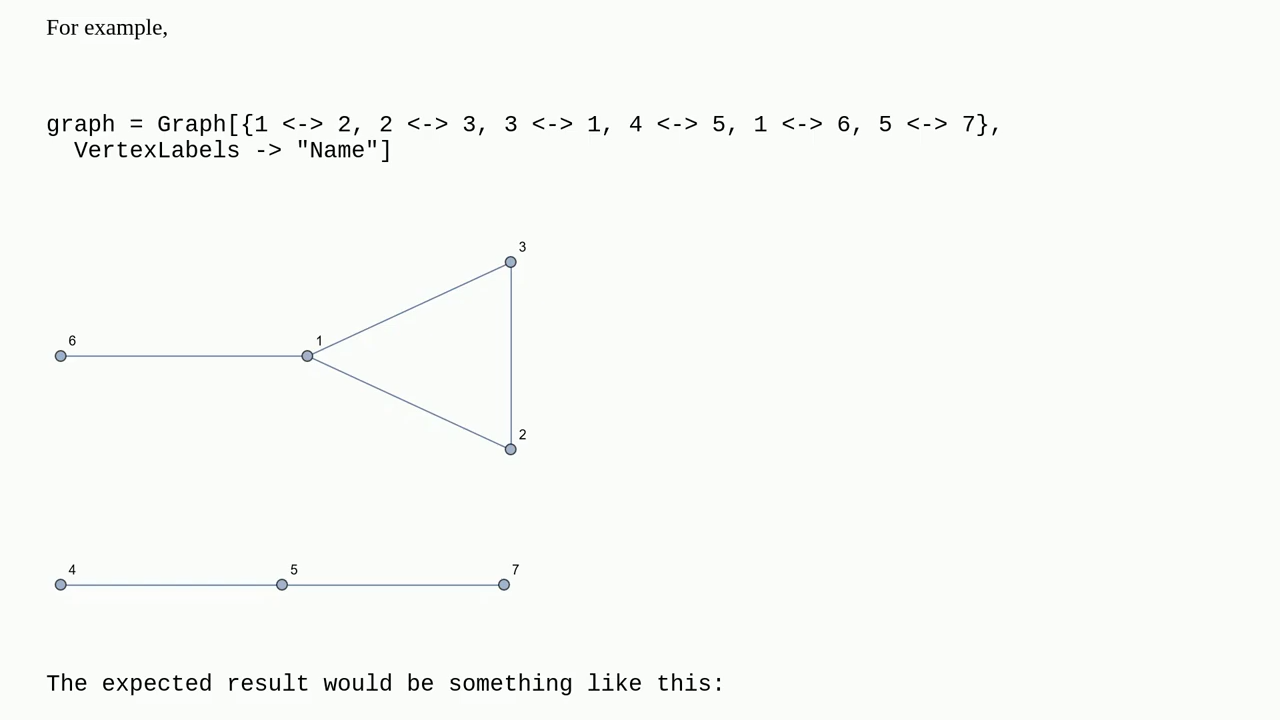 For example,
graph = Graph[{1 <-> 2, 2 <-> 3, 3 <-> 1, 4 <-> 5, 1 <-> 6, 5 <-> 7},
VertexLabels -> "Name"]
3
6
1
2
4
5
7
The expected result would be something like this: